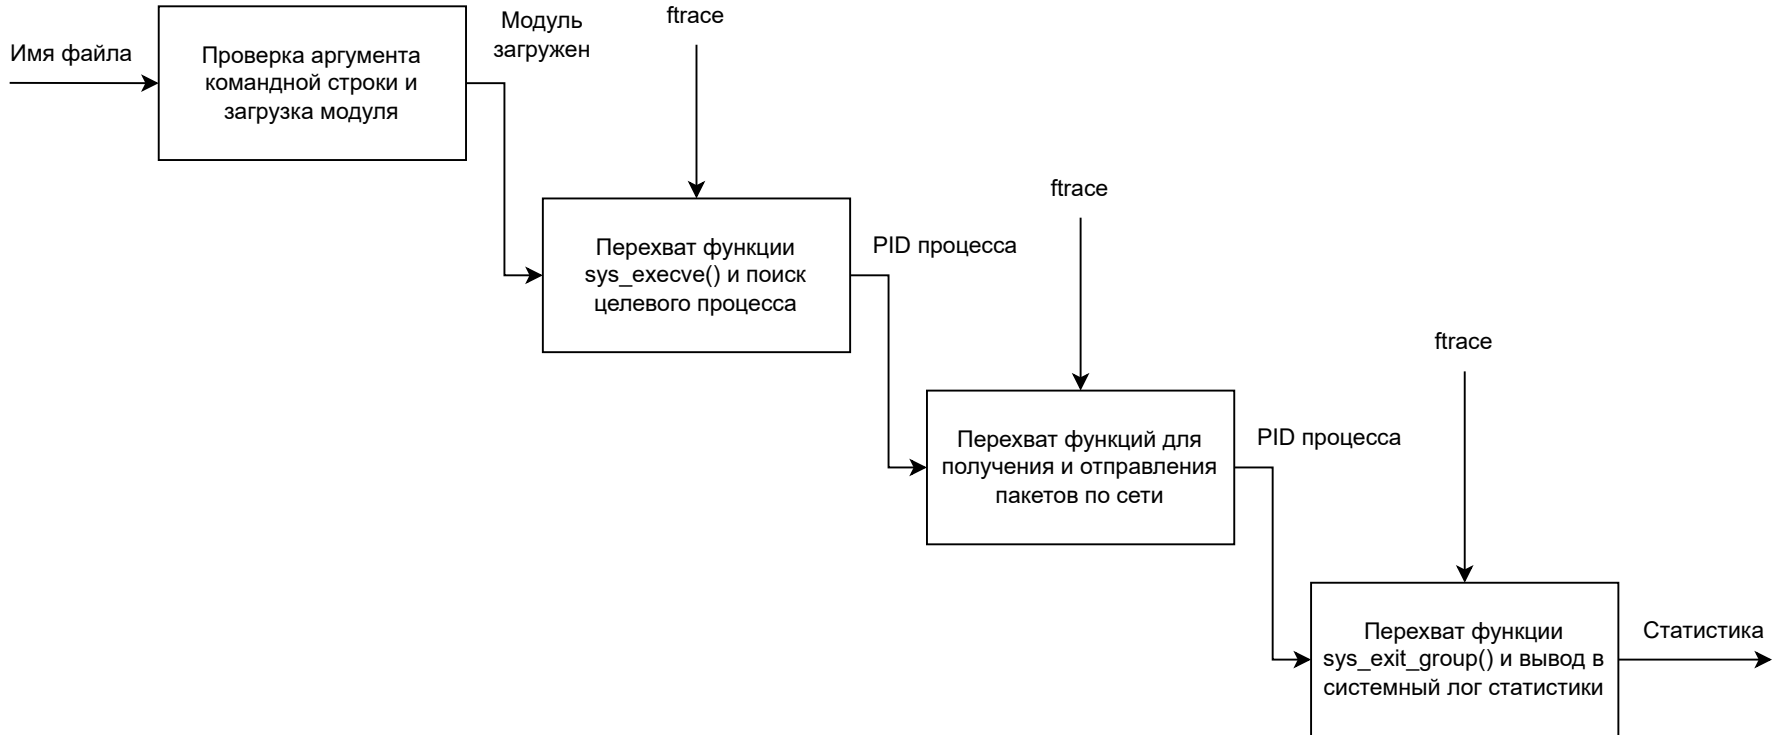 Имя файла
Проверка аргумента
командной строки и
загрузка модуля
Модуль
загружен
ftrace
Перехват функции
sys_execve() и поиск
целевого процесса
PID процесса
ftrace
Перехват функций для
получения и отправления
пакетов по сети
PID процесса
ftrace
Перехват функции
sys_exit_group() и вывод в
системный лог статистики
Статистика